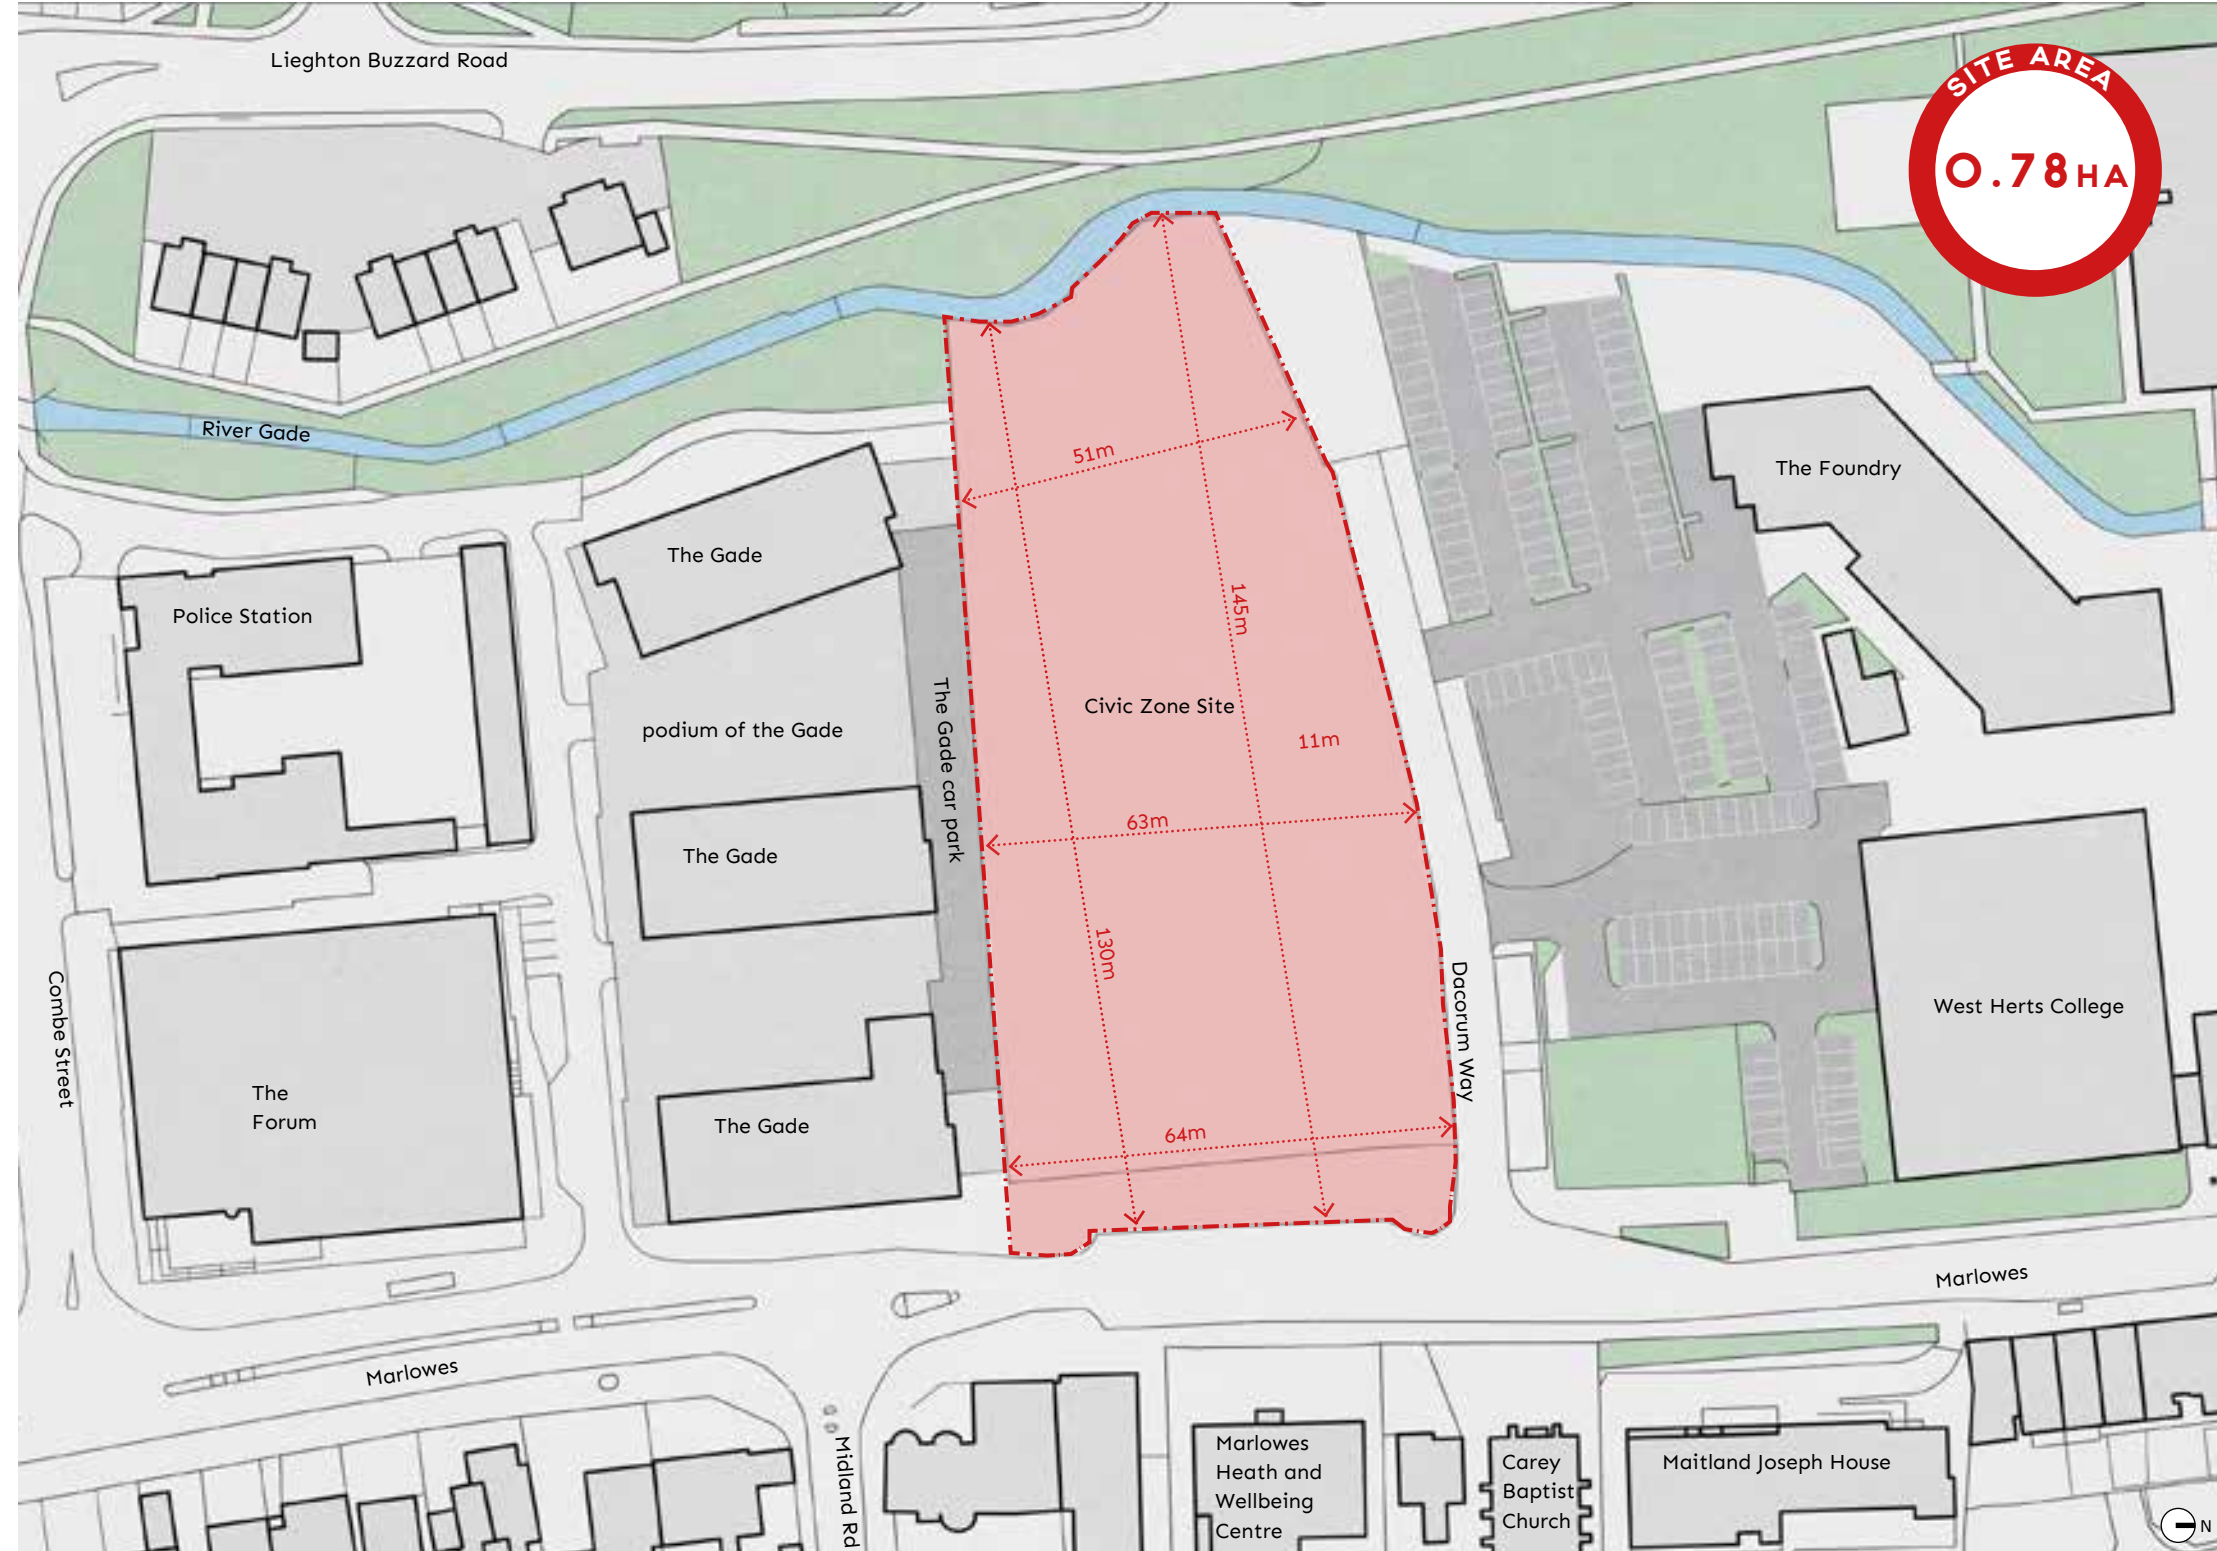 Lieghton Buzzard Road
SITE AREA
0.78HA
River Gade
51m
The Foundry
The Gade
Police Station
145m
The Gade car park
Civic Zone Site
podium of the Gade
11m
63m
The Gade
130m
Combe Street
Dacorum Way
West Herts College
The
Forum
The Gade
64m
Marlowes
Marlowes
Midland Rd
Marlowes
Heath and
Wellbeing
Centre
Carey
Baptist
Church
Maitland Joseph House
N